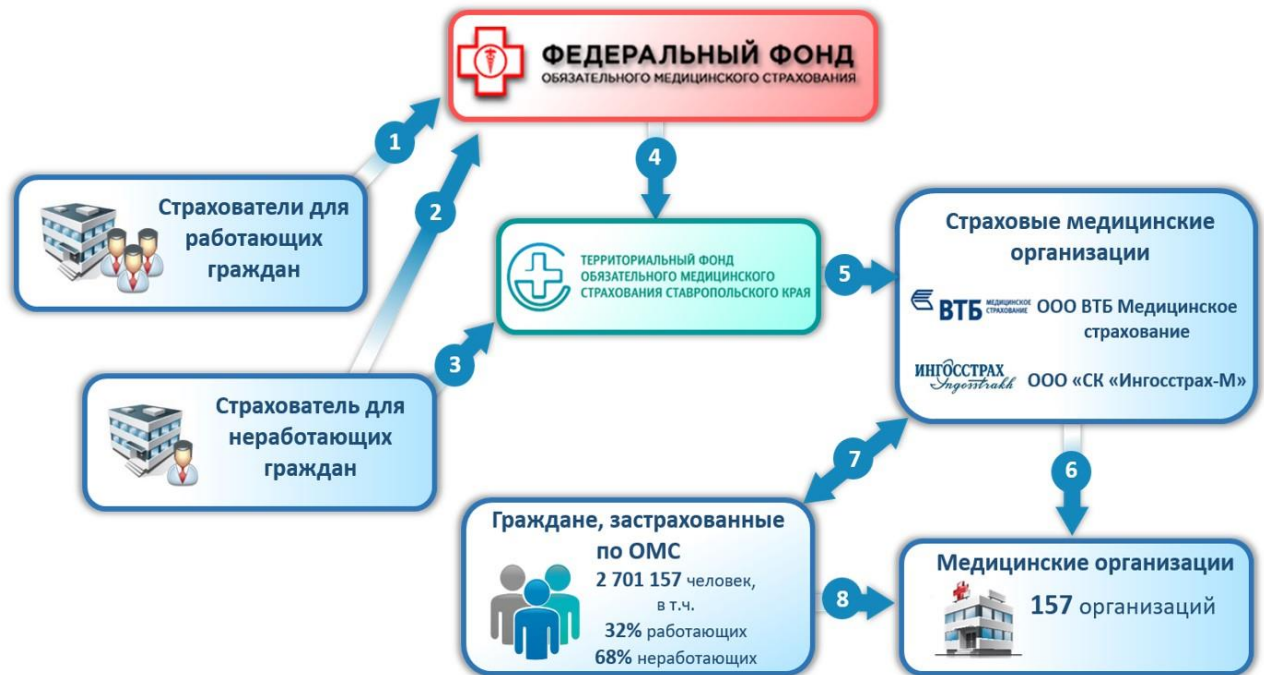 ФЕДЕРАЛЬНЫЙ ФОНД
ОБЯЗАТЕЛЬНОГО МЕДИЦИНСКОГО СТРАХОВАНИЯ
1
2
4
Страхователи для
работающих
граждан
ТЕРРИТОРИАЛЬНЫЙ ФОНД
ОБЯЗАТЕЛЬНОГО МЕДИЦИНСКОГО
СТРАХОВАНИЯ СТАВРОПОЛЬСКОГО КРАЯ
5
Страховые медицинские
организации
ВТБ МЕДИЦИНСКОЕ СТРАХОВАНИЕ
ООО ВТБ Медицинское
страхование
ИНГОССТРАХ
Ingosstrakh
ООО «СК «Ингосстрах-М»
3
Страхователь для
неработающих
граждан
7
6
Граждане, застрахованные
по ОМС
2 701 157 человек,
в т.ч.
32% работающих
68% неработающих
8
Медицинские организации
157 организаций